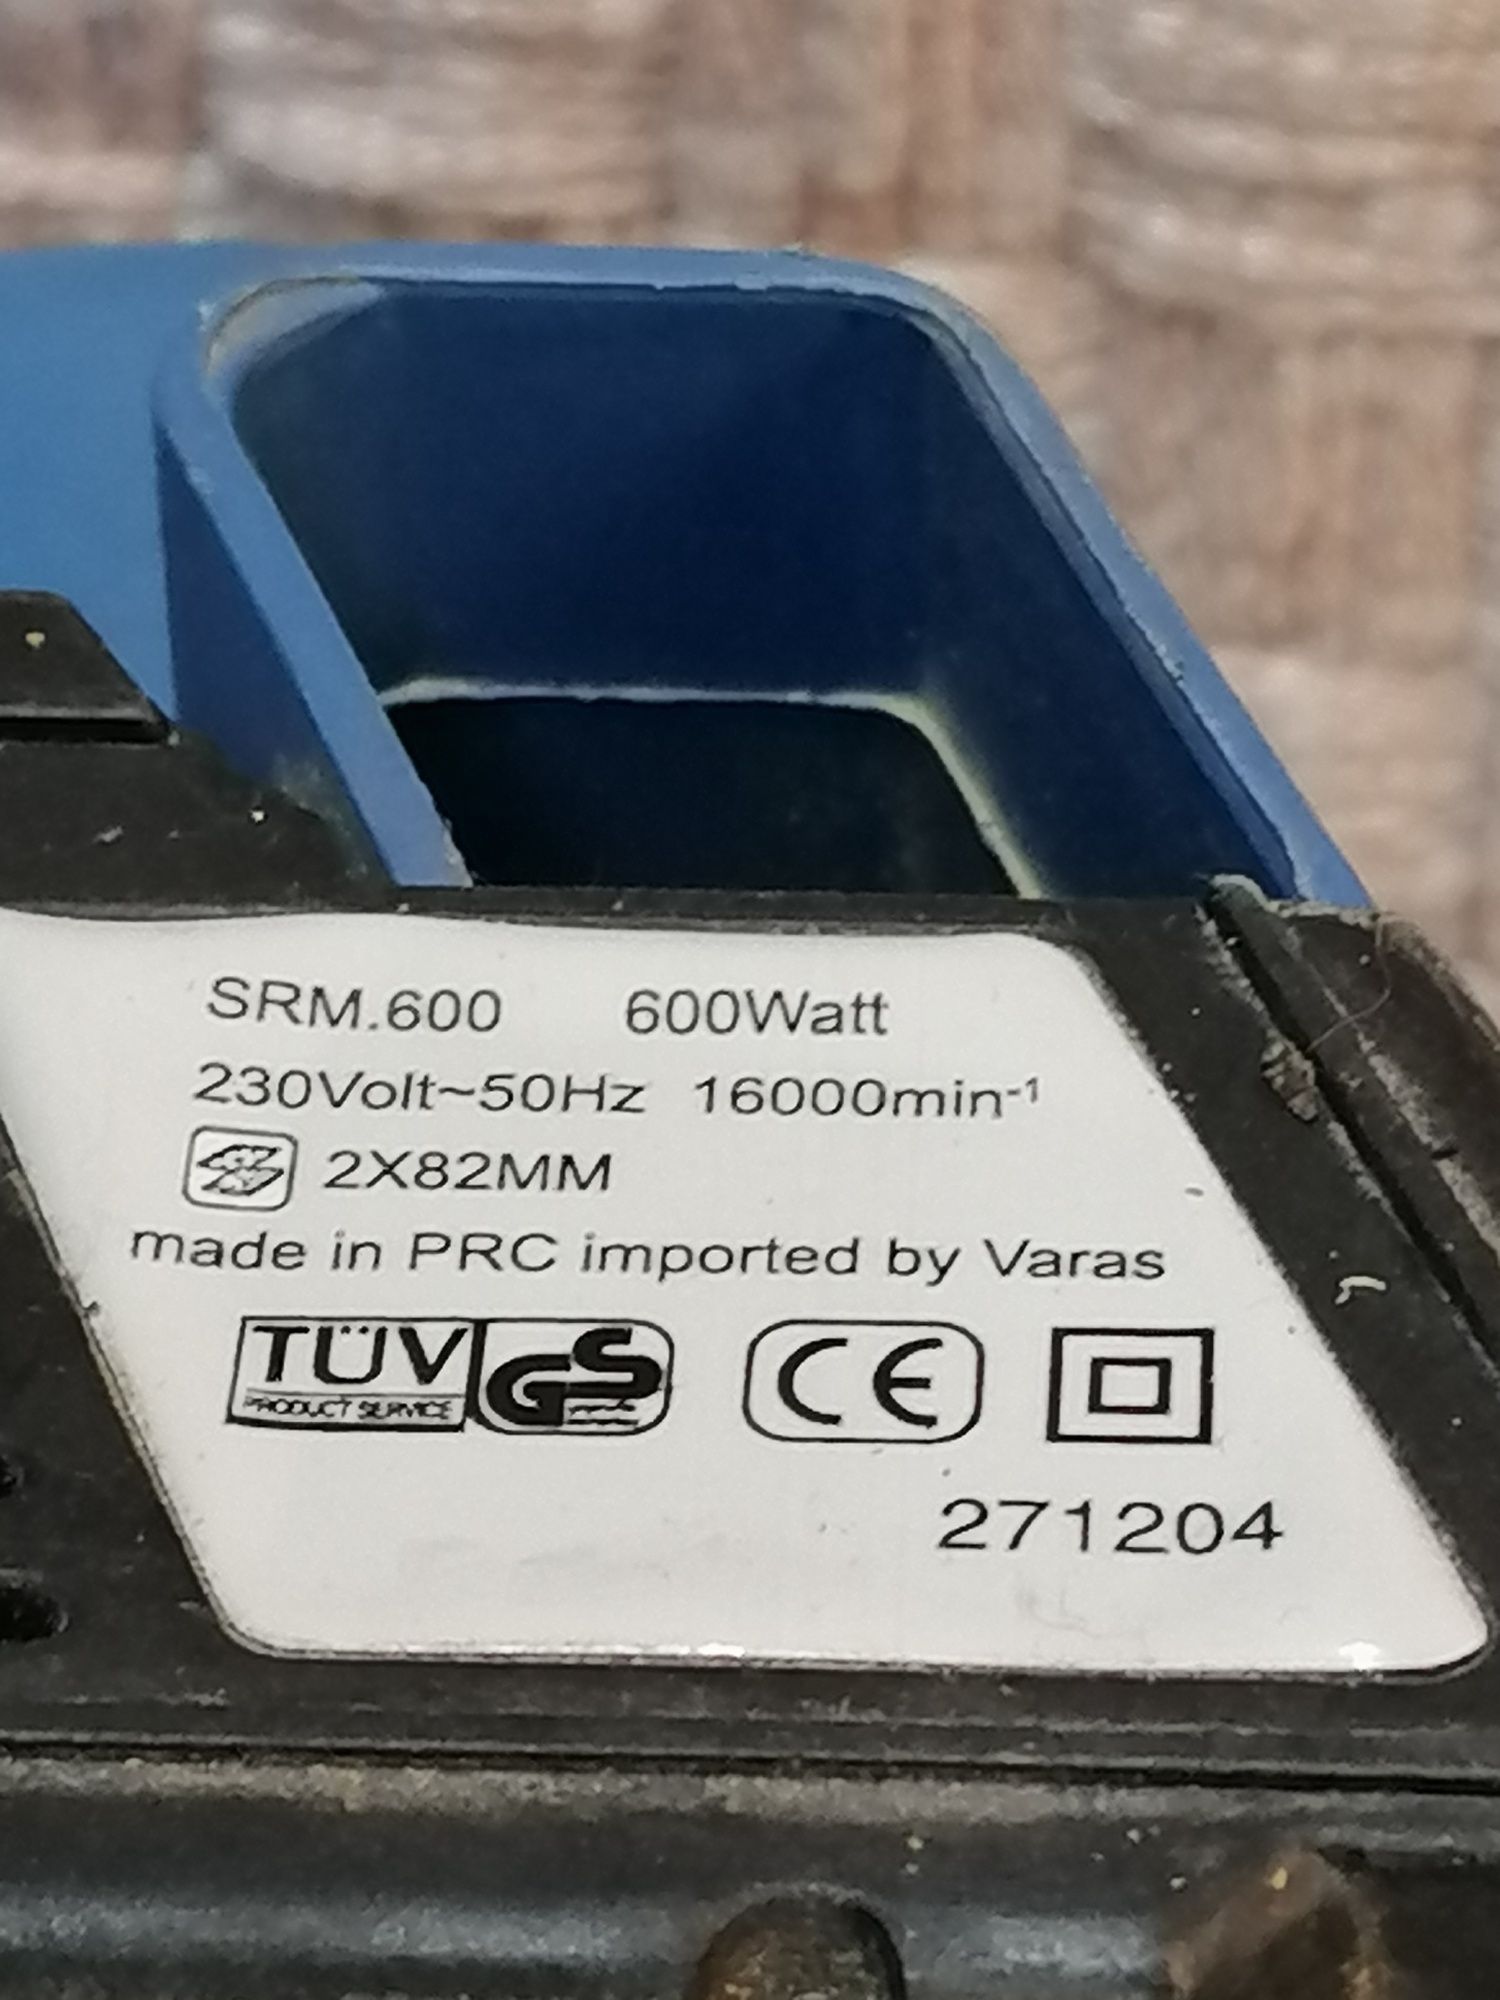 SRM.600 600Watt
230Volt~50Hz 16000min-1
2X82MM
made in PRC imported by Varas
TÜV
PRODUCT SERVICE
GS
CE
271204